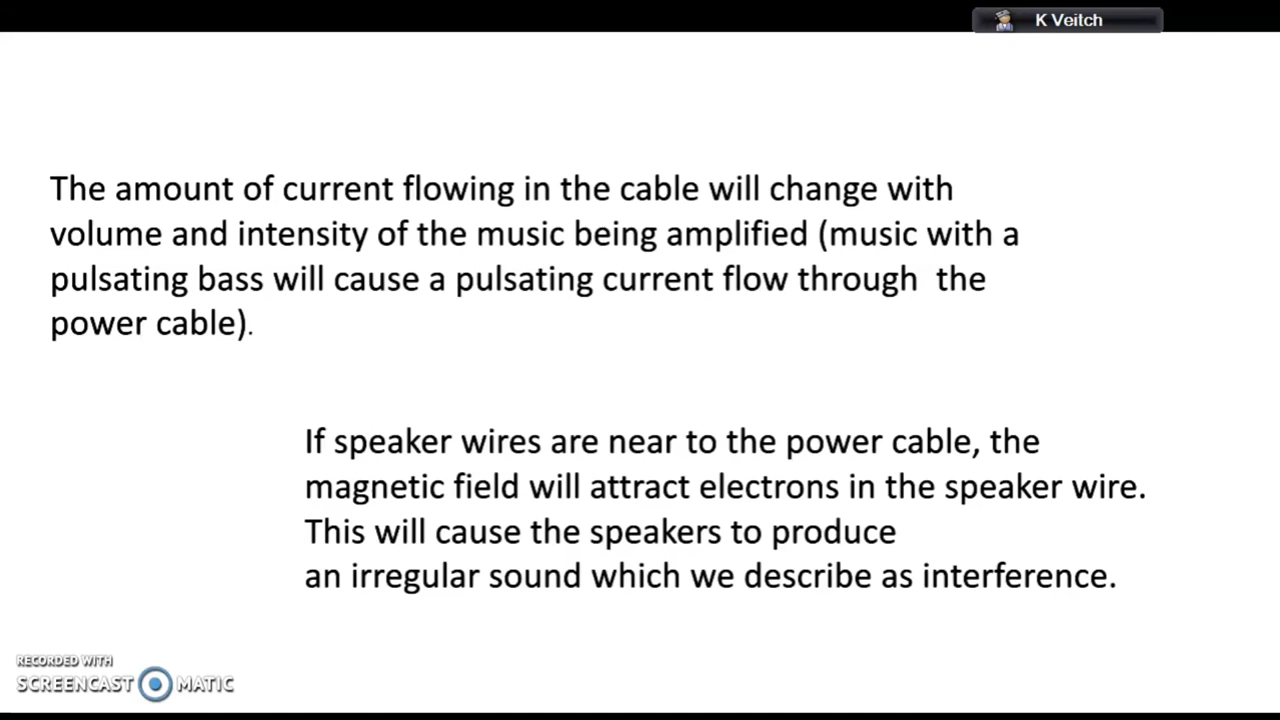 K Veitch
The amount of current flowing in the cable will change with
volume and intensity of the music being amplified (music with a
pulsating bass will cause a pulsating current flow through the
power cable).
If speaker wires are near to the power cable, the
magnetic field will attract electrons in the speaker wire.
This will cause the speakers to produce
an irregular sound which we describe as interference.
RECORDED WITH
SCREENCAST MATIC